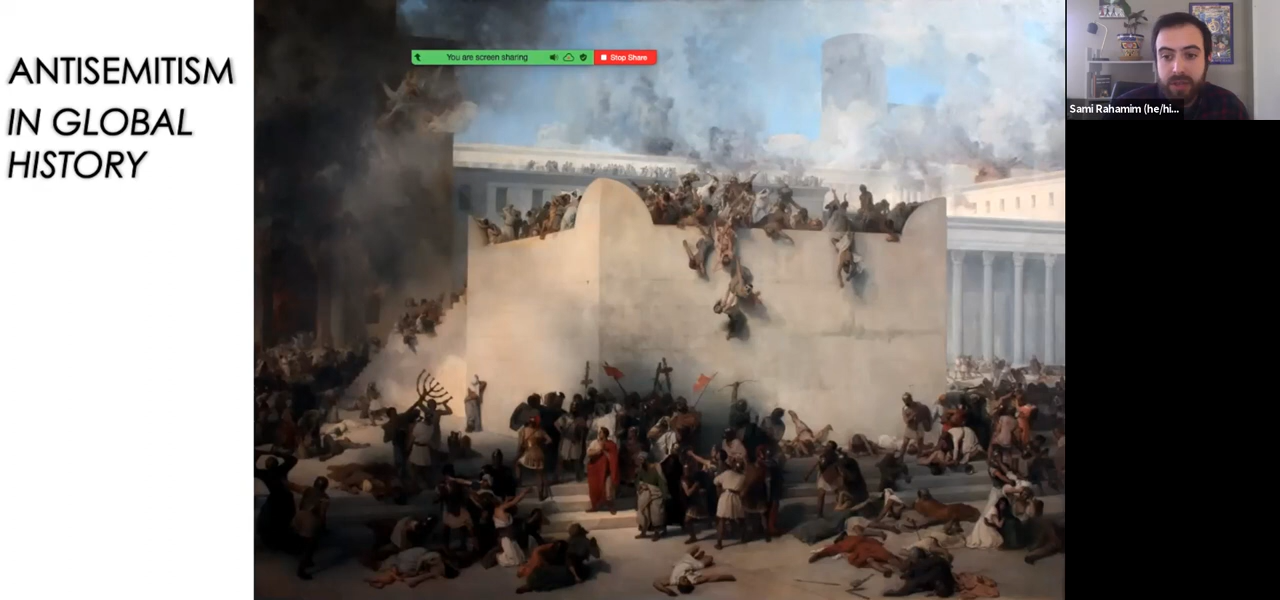 ANTISEMITISM
IN GLOBAL
HISTORY
You are screen sharing
Stop Share
Sami Rahamim (he/hi...